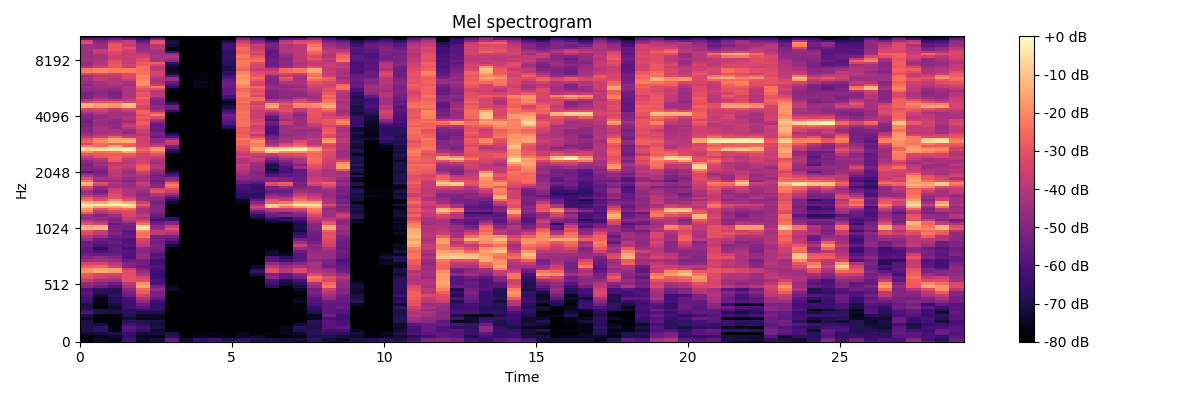 Mel spectrogram
8192
4096
2048
1024
512
0
Hz
0 5 10 15 20 25
Time
+0 dB
-10 dB
-20 dB
-30 dB
-40 dB
-50 dB
-60 dB
-70 dB
-80 dB